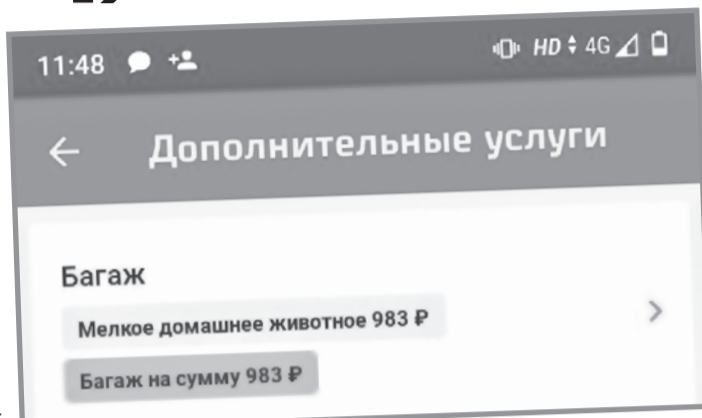 11:48 HD 4G
Дополнительные услуги
Багаж
Мелкое домашнее животное 983 ₽
Багаж на сумму 983 ₽